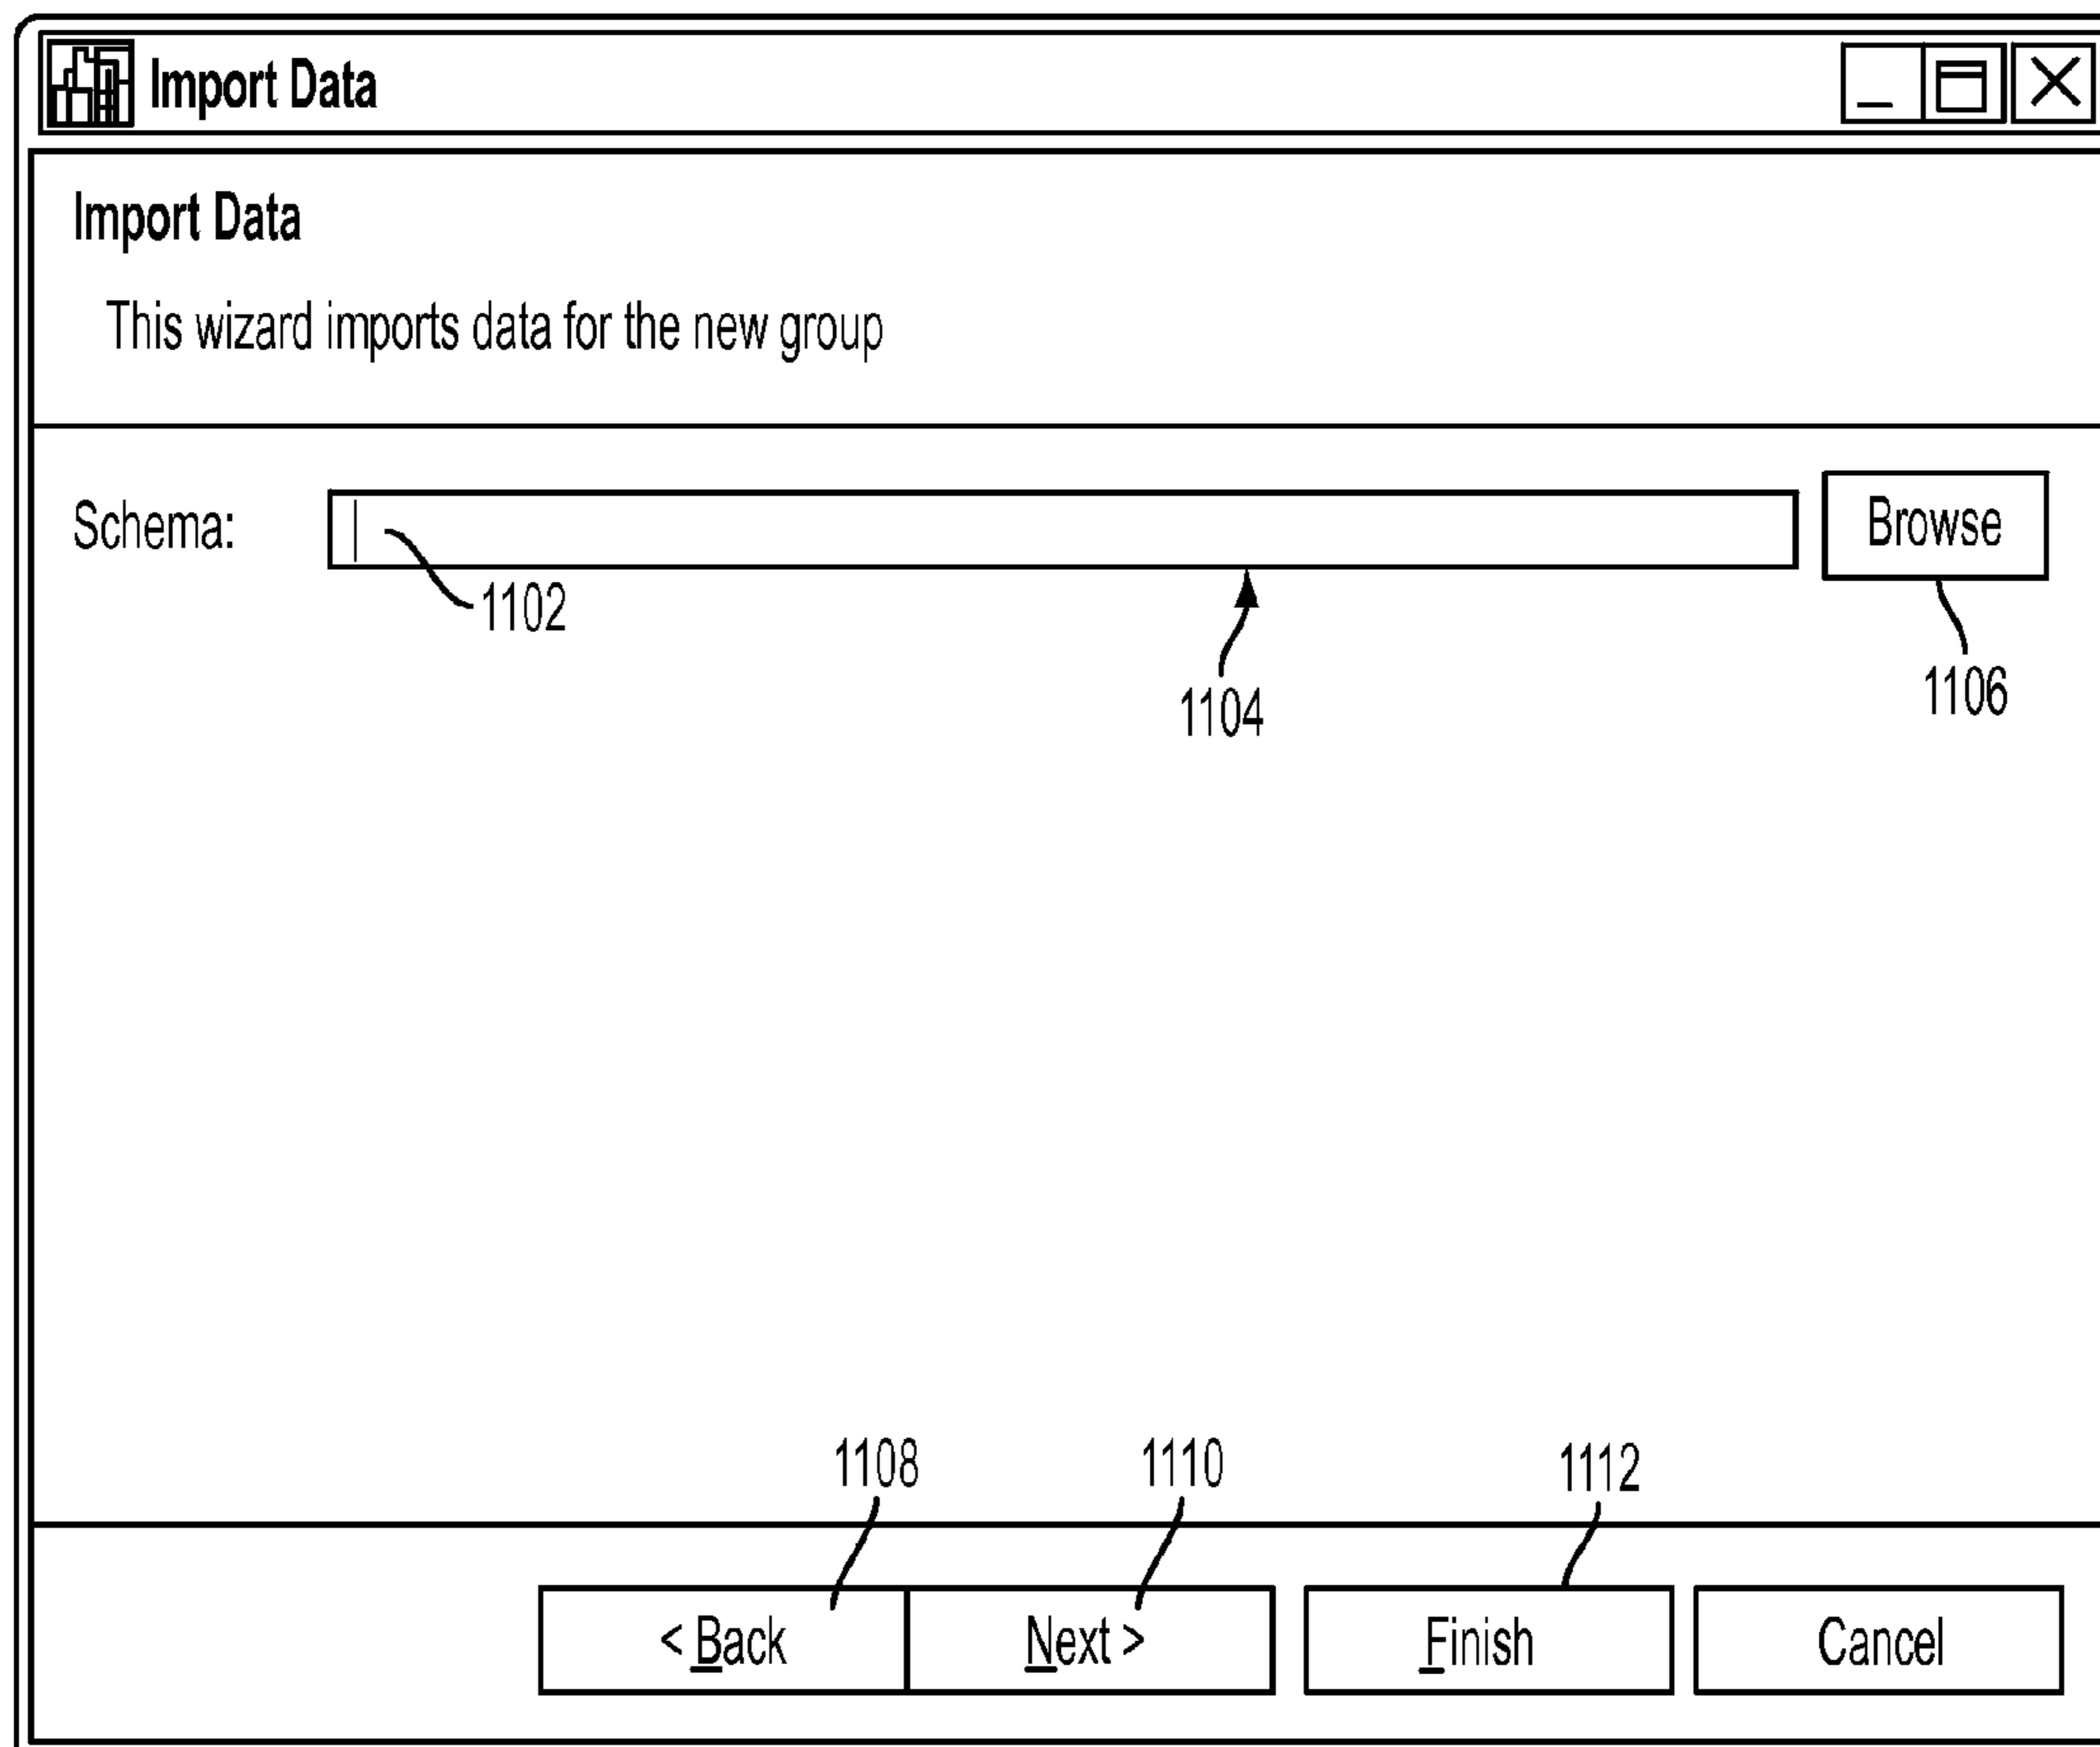 Import Data
Import Data
This wizard imports data for the new group
Schema: Browse
1102
1104
1106
1108 1110 1112
< Back Next > Finish Cancel